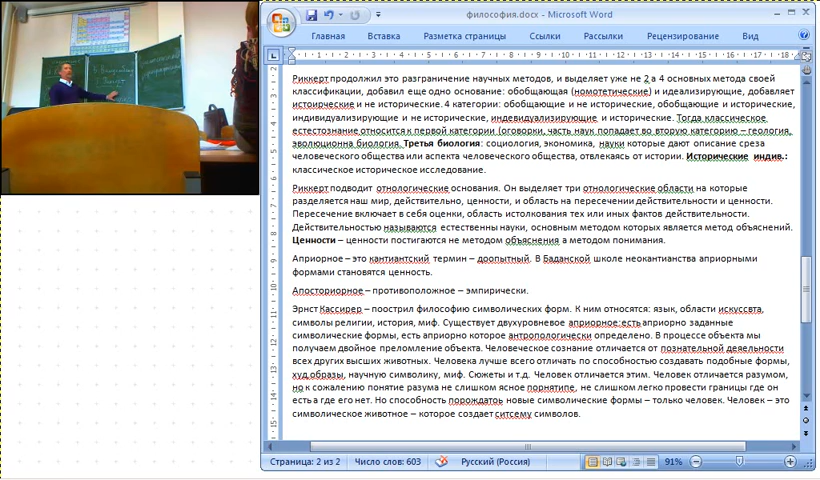 философия.docx - Microsoft Word
Главная Вставка Разметка страницы Ссылки Рассылки Рецензирование Вид
Риккерт продолжил это разграничение научных методов, и выделяет уже не 2 а 4 основных метода своей
классификации, добавил еще одно основание: обобщающая (номотетические) и идеализирующие, добавляет
истоирческие и не исторические. 4 категории: обобщающие и не исторические, обобщающие и исторические,
индивидуализирующие и не исторические, индевидуализирующие и исторические. Тогда классическое
естестознание относится к первой категории (оговорки, часть наук попадает во вторую категорию – геология,
эволюционна биология. Третья биология: социология, экономика, науки которые дают описание среза
человеческого общества или аспекта человеческого общества, отвлекаясь от истории. Исторические индив.:
классическое историческое исследование.
Риккерт подводит отнологические основания. Он выделяет три отнологические области на которые
разделяется наш мир, действительно, ценности, и область на пересечении действительности и ценности.
Пересечение включает в себя оценки, область истолкования тех или иных фактов действительности.
Действительностью называются естественны науки, основным методом которых является метод объяснений.
Ценности – ценности постигаются не методом объяснения а методом понимания.
Априорное – это кантиантский термин – доопытный. В Баданской школе неокантианства априорными
формами становятся ценность.
Апосториорное – противоположное – эмпирически.
Эрнст Кассирер – поострил философию символических форм. К ним относятся: язык, области искуссвта,
символы религии, история, миф. Существует двухуровневое априорное:есть априорно заданные
символические формы, есть априорно которое антропологически определено. В процессе объекта мы
получаем двойное преломление объекта. Человеческое сознание отличается от познательной деяельности
всех других высших животных. Человека лучше всего отличать по способностью создавать подобные формы,
худ.образы, научную символику, миф. Сюжеты и т.д. Человек отличается этим. Человек отличается разумом,
но к сожалению понятие разума не слишком ясное порнятипе, не слишком легко провести границы где он
есть а где его нет. Но способность порождатоь новые символические формы – только человек. Человек – это
символическое животное – которое создает ситсему символов.
Страница: 2 из 2 Число слов: 603 Русский (Россия) 91%